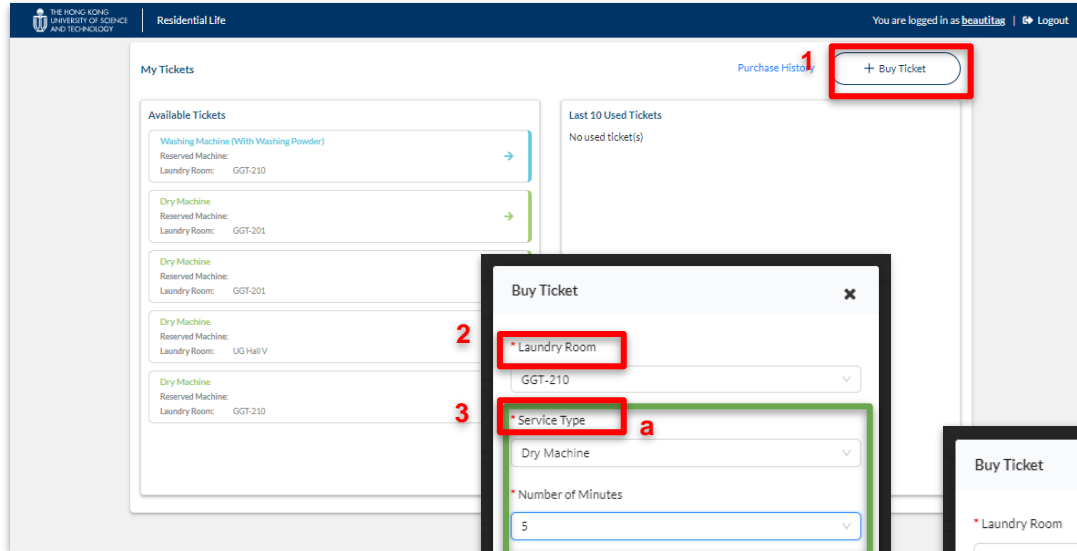 THE HONG KONG
UNIVERSITY OF SCIENCE
AND TECHNOLOGY
Residential Life
You are logged in as beautitag | Logout
My Tickets
Purchase History
1
+ Buy Ticket
Available Tickets
Washing Machine (With Washing Powder)
Reserved Machine:
Laundry Room: GGT-210
Dry Machine
Reserved Machine:
Laundry Room: GGT-201
Dry Machine
Reserved Machine:
Laundry Room: GGT-201
Dry Machine
Reserved Machine:
Laundry Room: UG Hall V
Dry Machine
Reserved Machine:
Laundry Room: GGT-210
Last 10 Used Tickets
No used ticket(s)
Buy Ticket
2
* Laundry Room
GGT-210
3
* Service Type
a
Dry Machine
* Number of Minutes
5
Buy Ticket
* Laundry Room